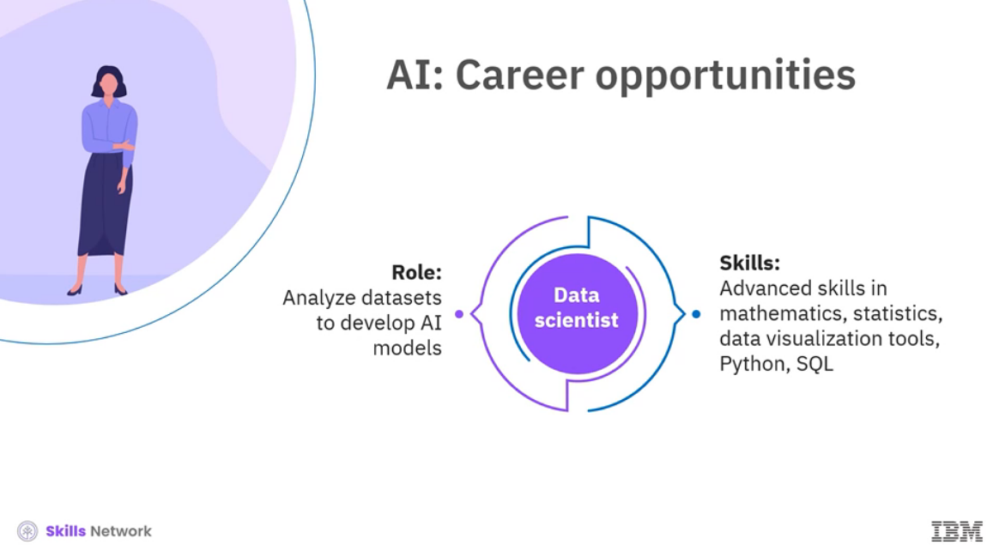 AI: Career opportunities
Role:
Analyze datasets
to develop AI
models
Data
scientist
Skills:
Advanced skills in
mathematics, statistics,
data visualization tools,
Python, SQL
Skills Network
IBM